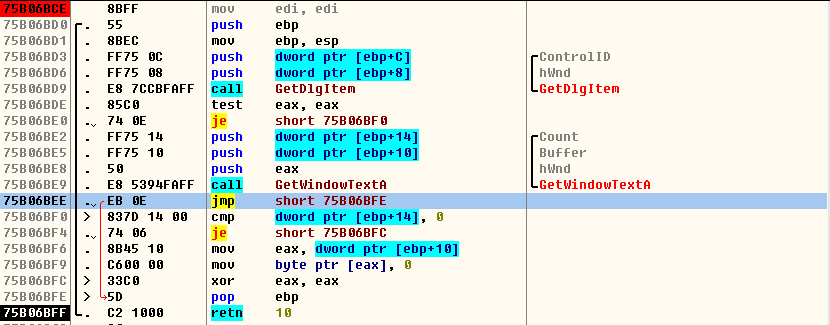 75B06BCE 8BFF mov edi, edi
75B06BD0 . 55 push ebp
75B06BD1 . 8BEC mov ebp, esp
75B06BD3 . FF75 0C push dword ptr [ebp+C] ControlID
75B06BD6 . FF75 08 push dword ptr [ebp+8] hWnd
75B06BD9 . E8 7CCBFAFF call GetDlgItem GetDlgItem
75B06BDE . 85C0 test eax, eax
75B06BE0 . 74 0E je short 75B06BF0
75B06BE2 . FF75 14 push dword ptr [ebp+14] Count
75B06BE5 . FF75 10 push dword ptr [ebp+10] Buffer
75B06BE8 . 50 push eax hWnd
75B06BE9 . E8 5394FAFF call GetWindowTextA GetWindowTextA
75B06BEE . EB 0E jmp short 75B06BFE
75B06BF0 > 837D 14 00 cmp dword ptr [ebp+14], 0
75B06BF4 . 74 06 je short 75B06BFC
75B06BF6 . 8B45 10 mov eax, dword ptr [ebp+10]
75B06BF9 . C600 00 mov byte ptr [eax], 0
75B06BFC > 33C0 xor eax, eax
75B06BFE > 5D pop ebp
75B06BFF . C2 1000 retn 10